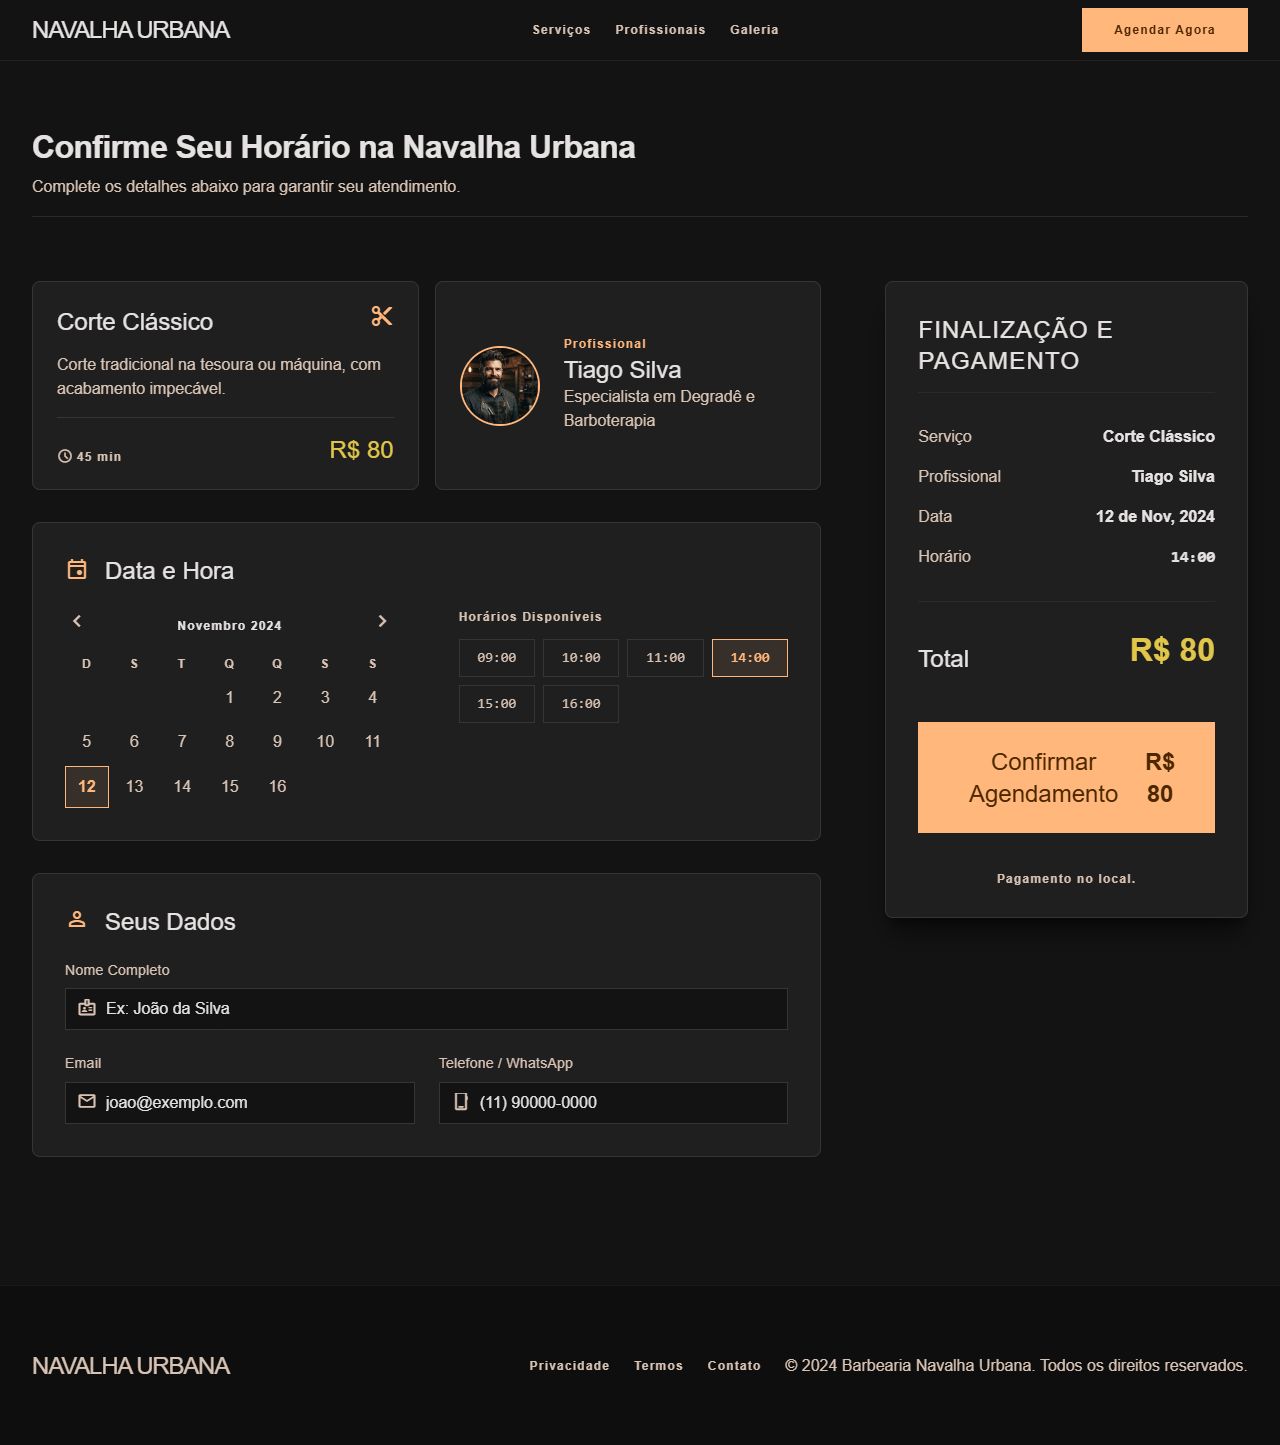 NAVALHA URBANA
Serviços
Profissionais
Galeria
Agendar Agora
Confirme Seu Horário na Navalha Urbana
Complete os detalhes abaixo para garantir seu atendimento.
Corte Clássico
Corte tradicional na tesoura ou máquina, com
acabamento impecável.
45 min
R$ 80
Profissional
Tiago Silva
Especialista em Degradê e
Barboterapia
Data e Hora
Novembro 2024
D S T Q Q S S
1 2 3 4
5 6 7 8 9 10 11
12 13 14 15 16
Horários Disponíveis
09:00 10:00 11:00 14:00
15:00 16:00
Seus Dados
Nome Completo
Ex: João da Silva
Email
joao@exemplo.com
Telefone / WhatsApp
(11) 90000-0000
FINALIZAÇÃO E
PAGAMENTO
Serviço Corte Clássico
Profissional Tiago Silva
Data 12 de Nov, 2024
Horário 14:00
Total R$ 80
Confirmar
Agendamento
R$
80
Pagamento no local.
NAVALHA URBANA
Privacidade
Termos
Contato
© 2024 Barbearia Navalha Urbana. Todos os direitos reservados.